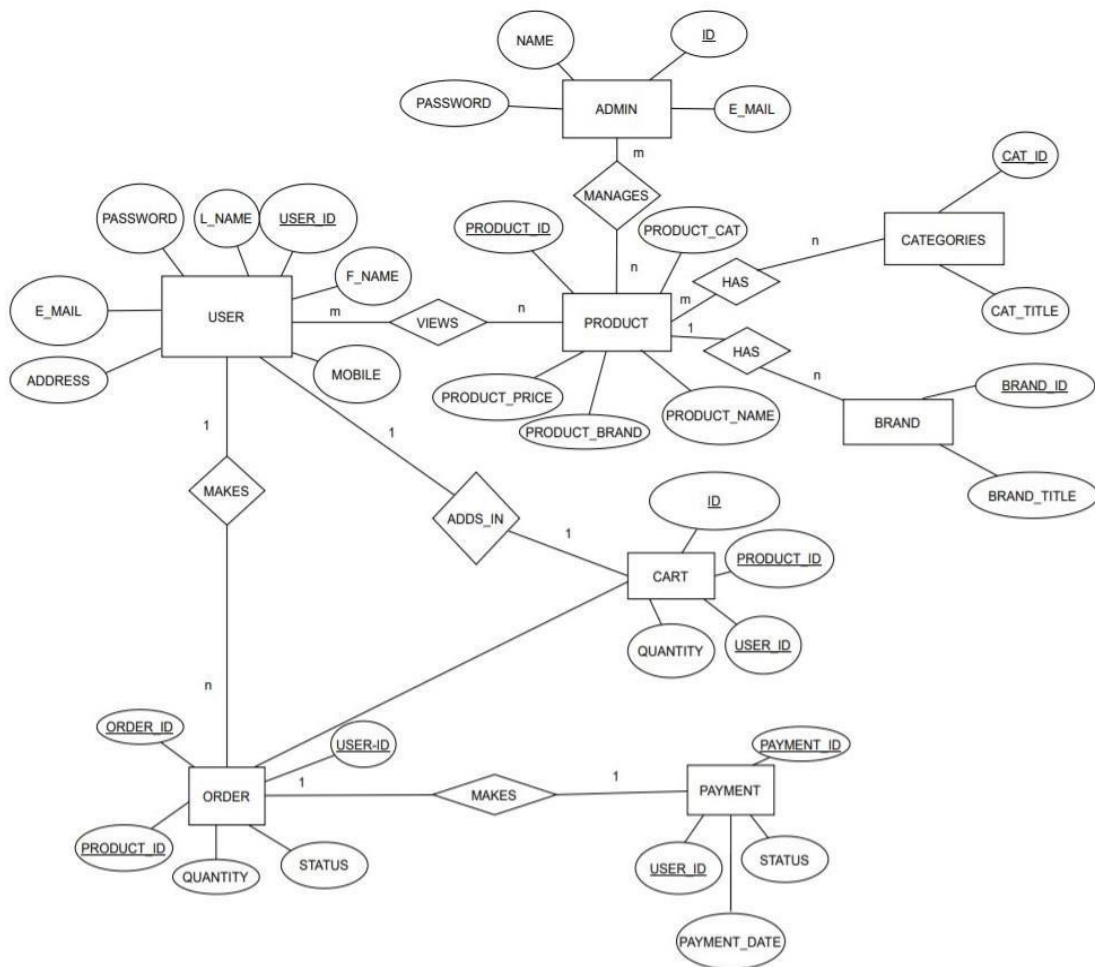 NAME
ID
PASSWORD
ADMIN
E_MAIL
m
CAT_ID
MANAGES
PASSWORD
L_NAME
USER_ID
PRODUCT_ID
PRODUCT_CAT
n
CATEGORIES
F_NAME
n
HAS
E_MAIL
USER
m
VIEWS
n
PRODUCT
m
1
CAT_TITLE
HAS
ADDRESS
MOBILE
n
BRAND_ID
PRODUCT_PRICE
PRODUCT_NAME
PRODUCT_BRAND
BRAND
1
1
BRAND_TITLE
MAKES
ID
ADDS_IN
1
PRODUCT_ID
CART
QUANTITY
USER_ID
n
ORDER_ID
USER-ID
PAYMENT_ID
1
1
ORDER
MAKES
PAYMENT
PRODUCT_ID
QUANTITY
STATUS
USER_ID
STATUS
PAYMENT_DATE